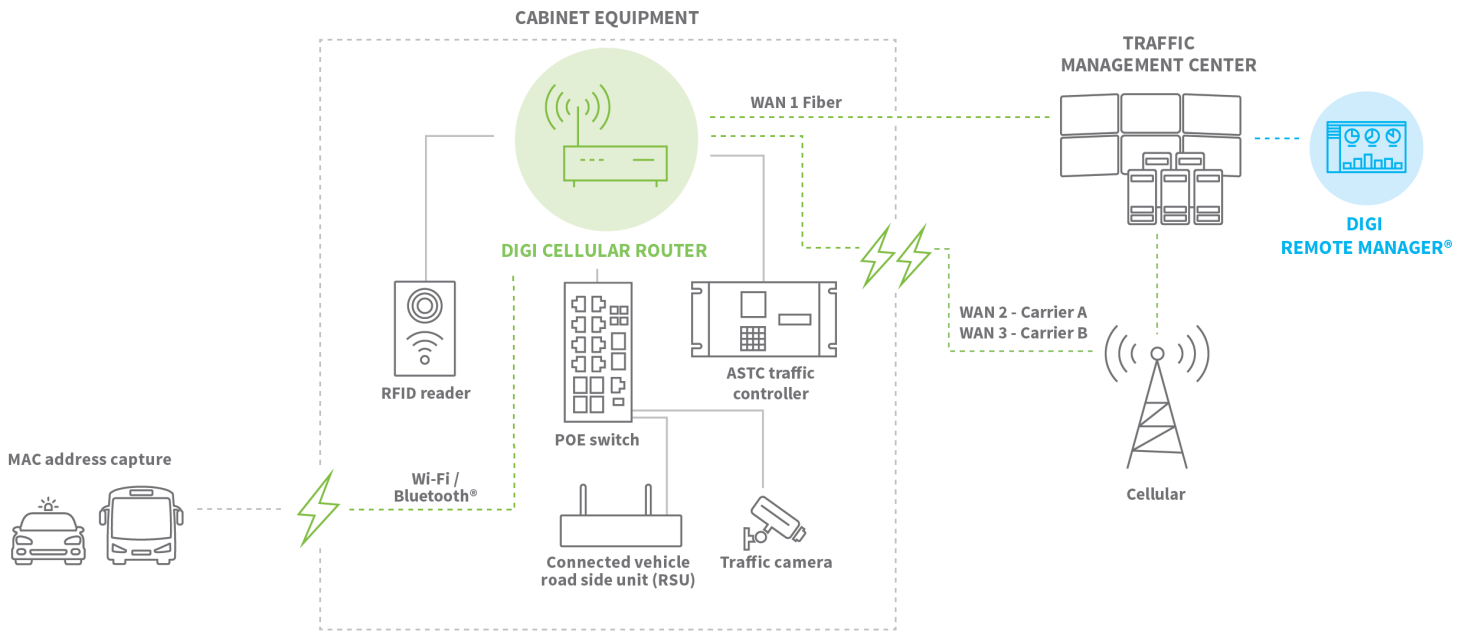 CABINET EQUIPMENT
TRAFFIC
MANAGEMENT CENTER
WAN 1 Fiber
DIGI
REMOTE MANAGER®
DIGI CELLULAR ROUTER
WAN 2 - Carrier A
WAN 3 - Carrier B
RFID reader
ASTC traffic
controller
POE switch
MAC address capture
Wi-Fi /
Bluetooth®
Cellular
Connected vehicle
road side unit (RSU)
Traffic camera